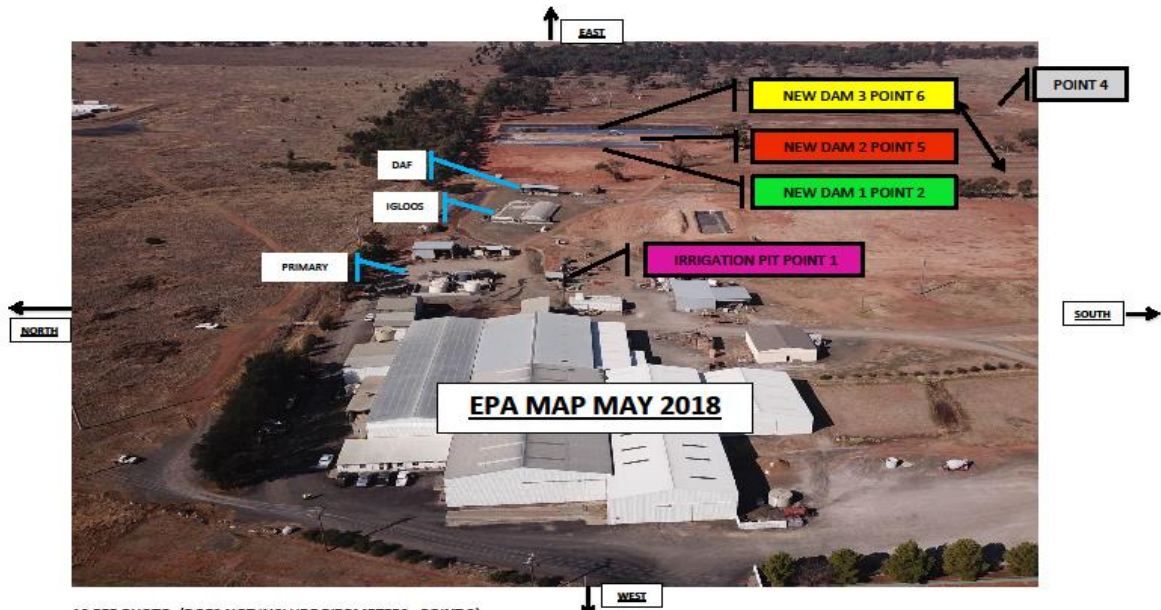 EAST
NEW DAM 3 POINT 6
POINT 4
NEW DAM 2 POINT 5
DAF
NEW DAM 1 POINT 2
IGLOOS
PRIMARY
IRRIGATION PIT POINT 1
NORTH
SOUTH
EPA MAP MAY 2018
WEST